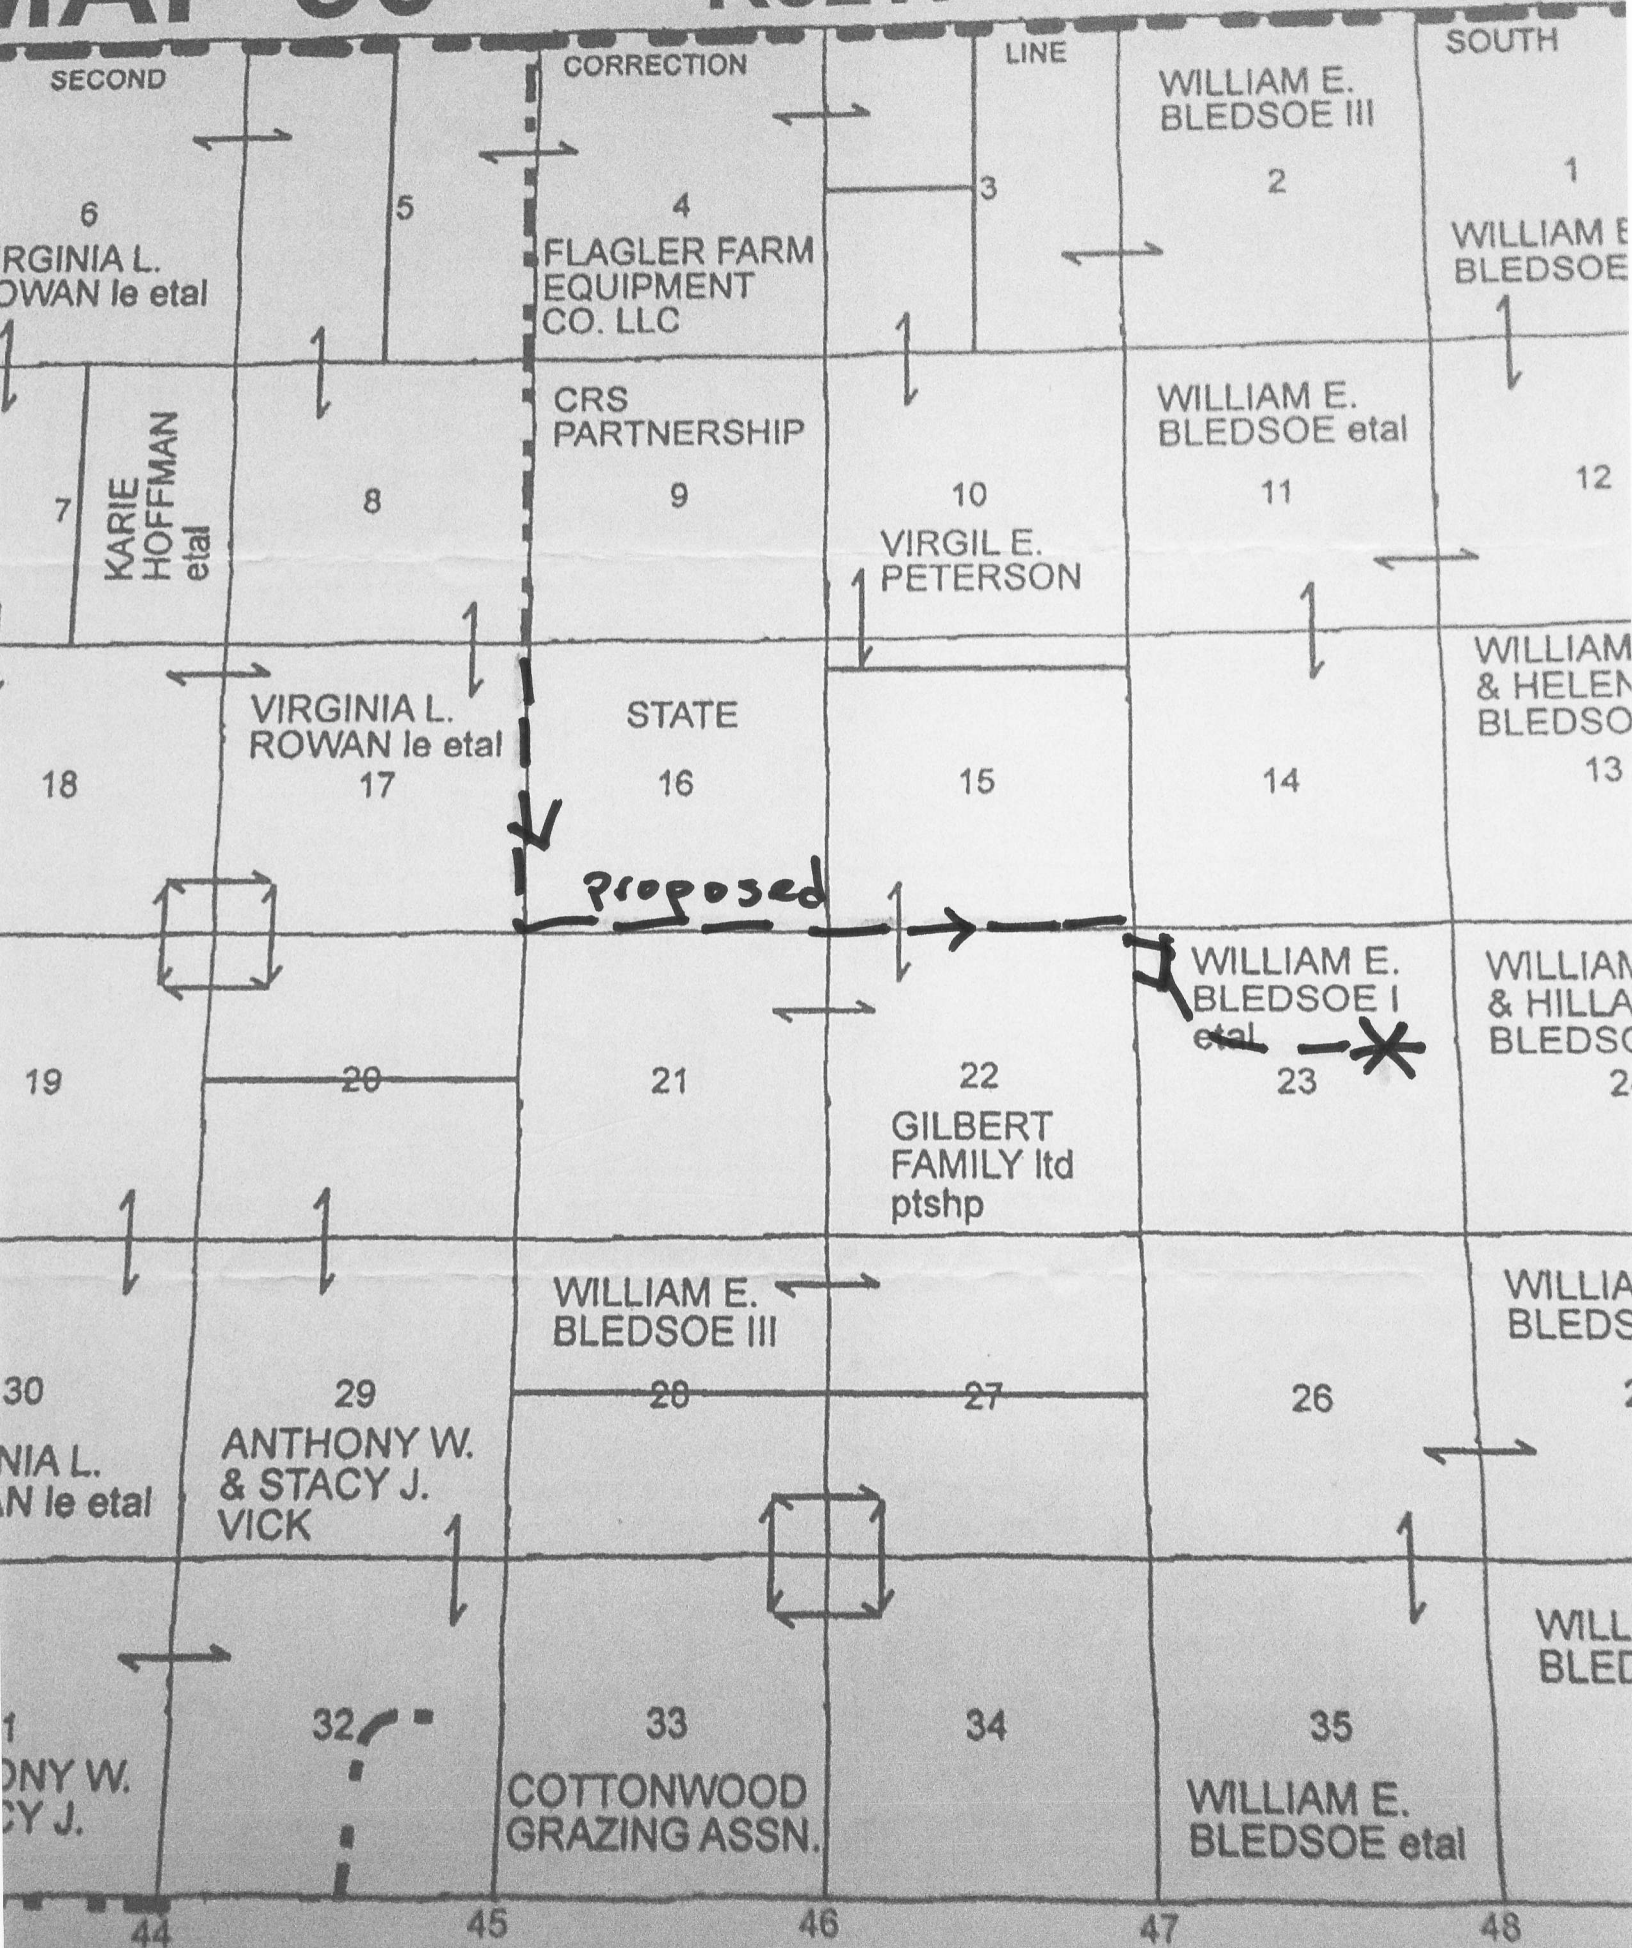 MAP
SECOND
CORRECTION
LINE
SOUTH
WILLIAM E.
BLEDSOE III
6
5
4
3
2
1
RGINIA L.
OWAN le etal
FLAGLER FARM
EQUIPMENT
CO. LLC
WILLIAM E
BLEDSOE
KARIE
HOFFMAN
etal
CRS
PARTNERSHIP
WILLIAM E.
BLEDSOE etal
7
8
9
10
11
12
VIRGIL E.
PETERSON
VIRGINIA L.
ROWAN le etal
STATE
WILLIAM
& HELEN
BLEDSO
18
17
16
15
14
13
proposed
WILLIAM E.
BLEDSOE I
etal
WILLIAM
& HILLA
BLEDSO
19
20
21
22
23
2
GILBERT
FAMILY ltd
ptshp
WILLIAM E.
BLEDSOE III
WILLIA
BLEDS
30
29
28
27
26
2
NIA L.
AN le etal
ANTHONY W.
& STACY J.
VICK
WILL
BLED
1
32
33
34
35
ONY W.
CY J.
COTTONWOOD
GRAZING ASSN.
WILLIAM E.
BLEDSOE etal
44
45
46
47
48